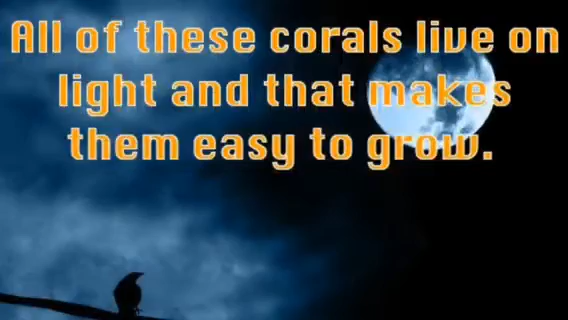 All of these corals live on
light and that makes
them easy to grow.